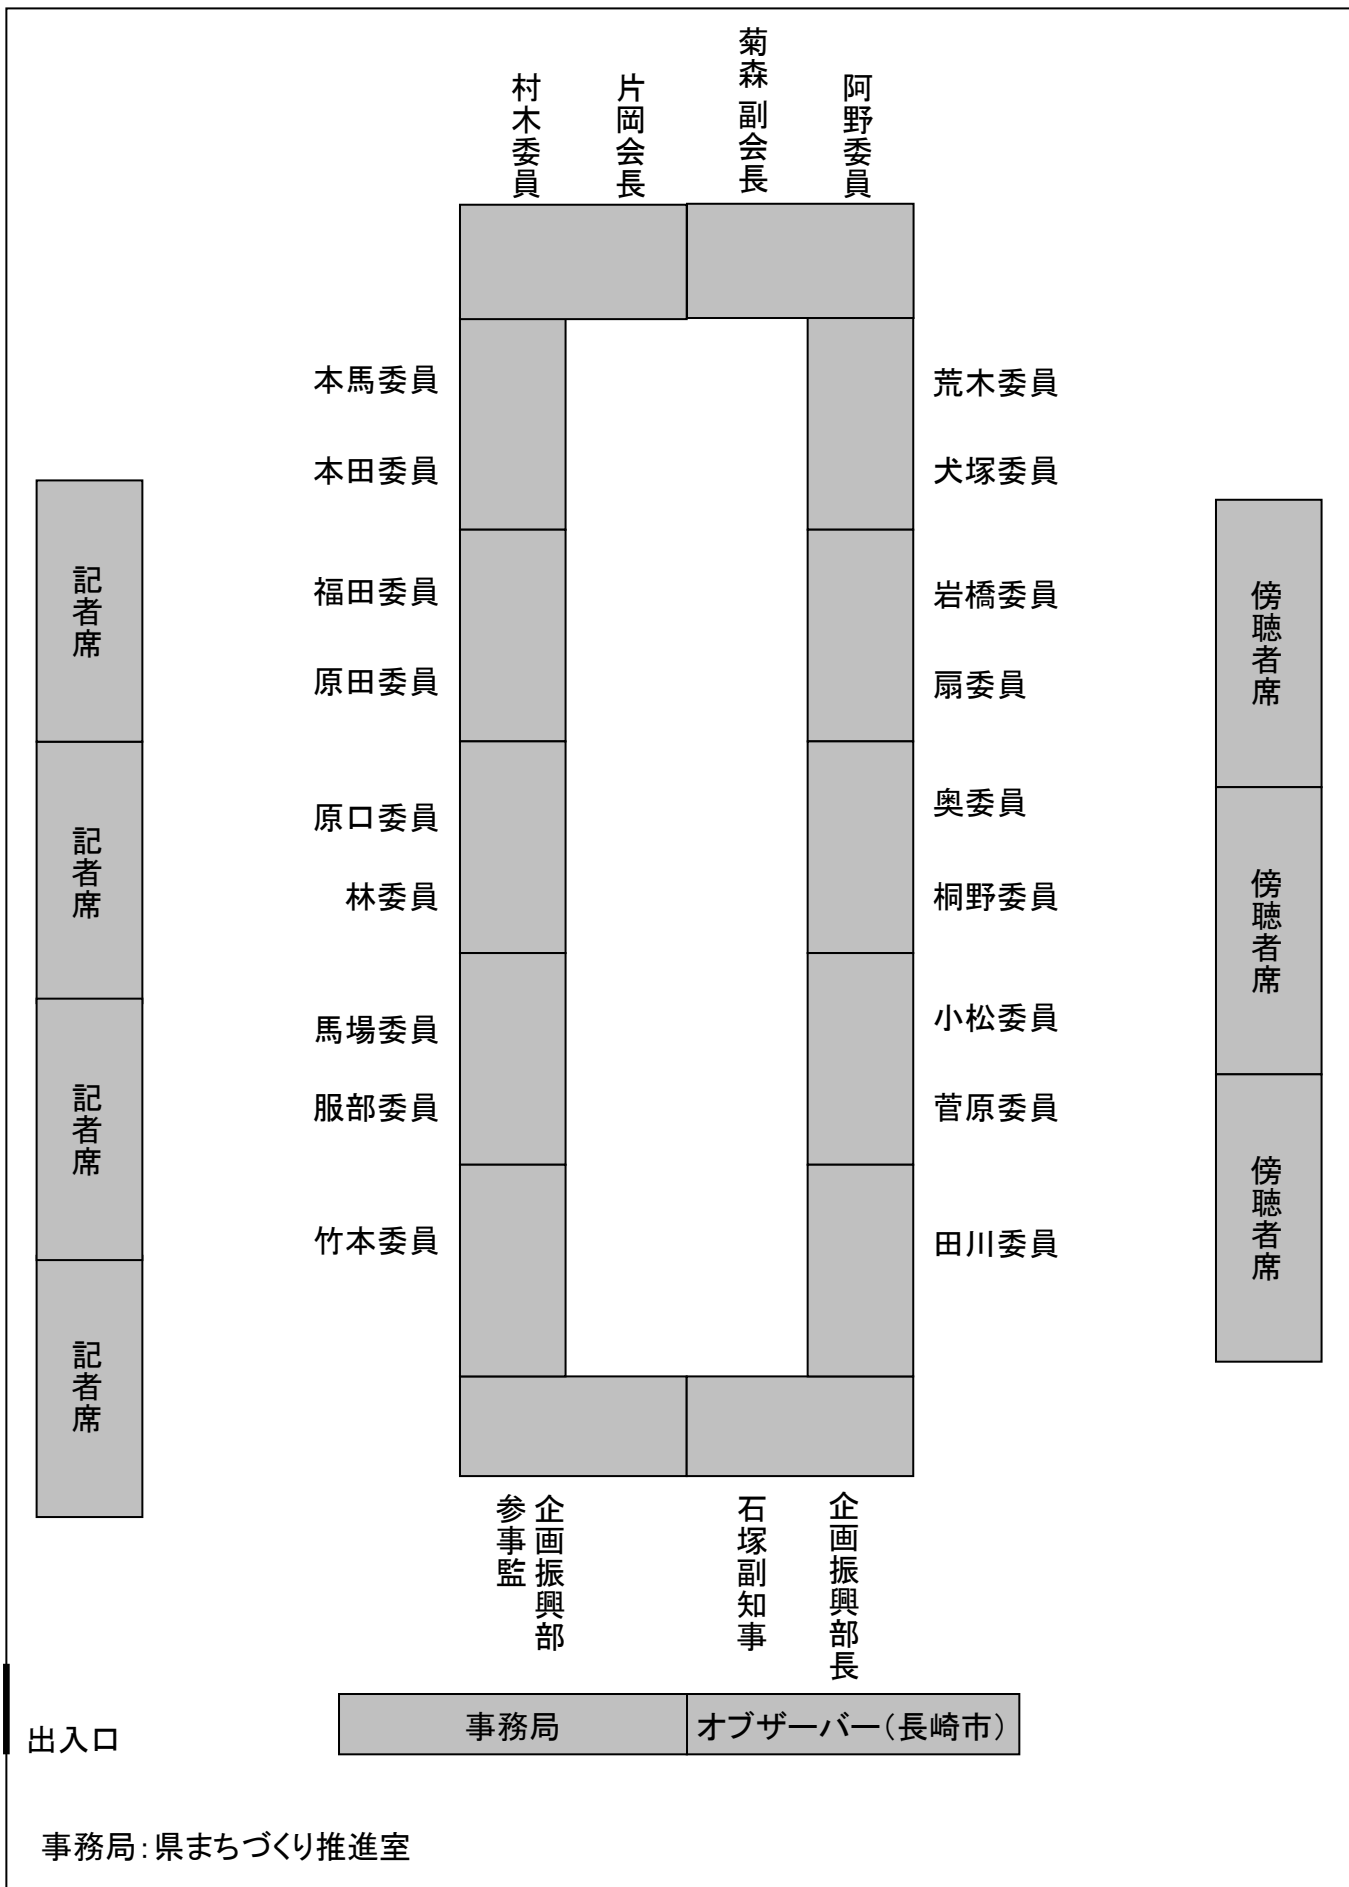 村木委員
片岡会長
菊森 副会長
阿野委員
本馬委員
荒木委員
本田委員
犬塚委員
福田委員
岩橋委員
原田委員
扇委員
原口委員
奥委員
林委員
桐野委員
馬場委員
小松委員
服部委員
菅原委員
竹本委員
田川委員
記者席
記者席
記者席
記者席
傍聴者席
傍聴者席
傍聴者席
企画振興部
参事監
石塚副知事
企画振興部長
事務局
オブザーバー（長崎市）
出入口
事務局：県まちづくり推進室